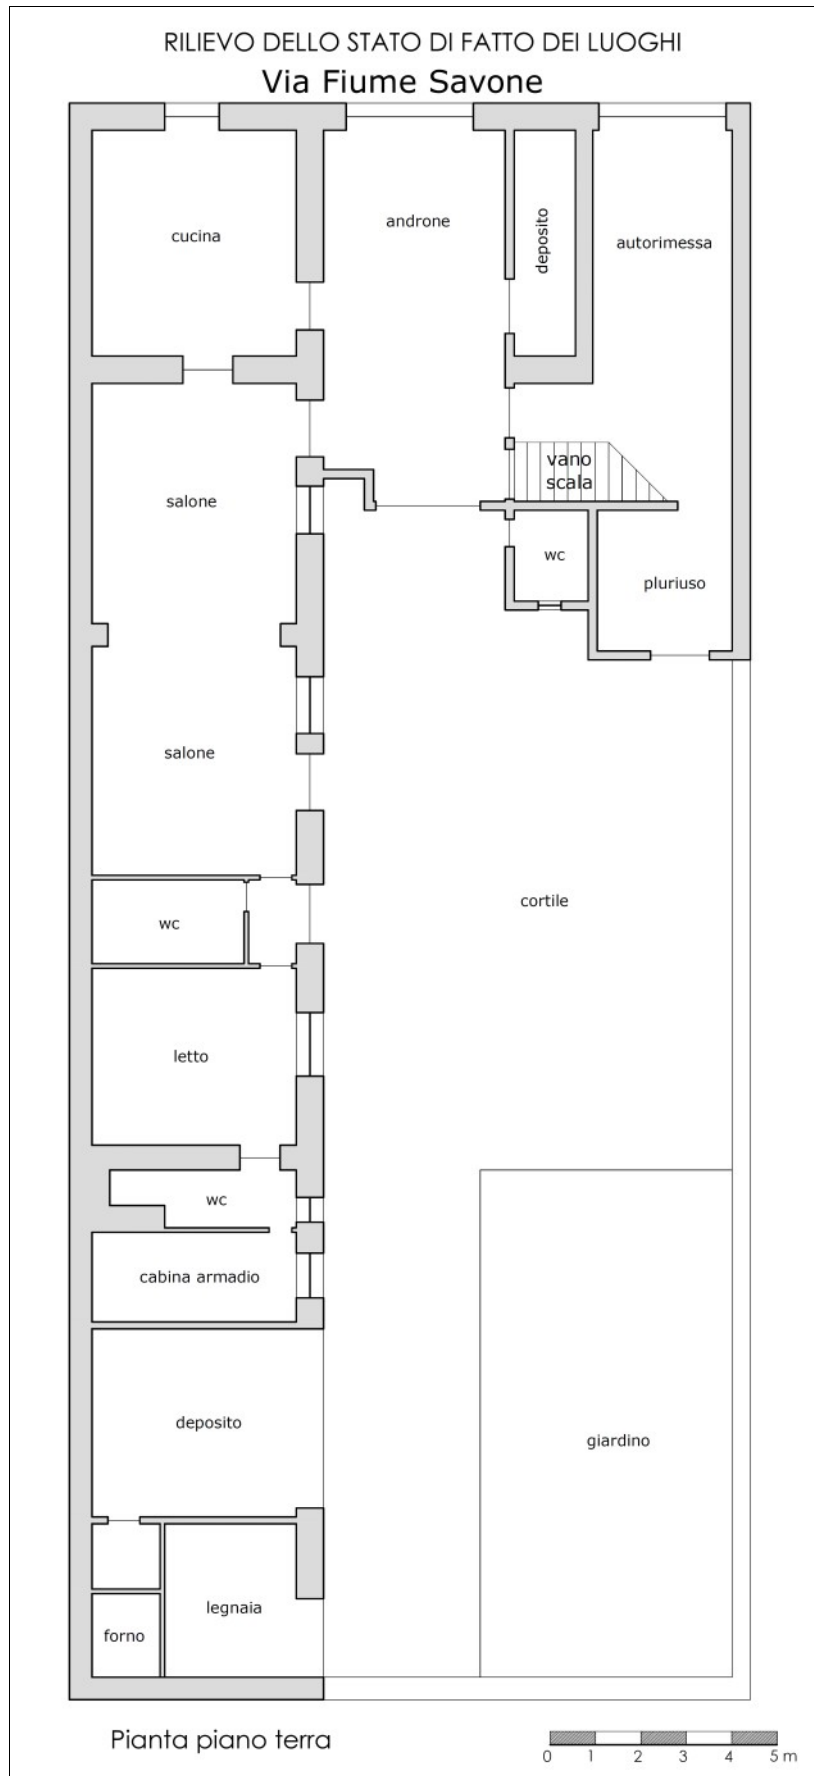 RILIEVO DELLO STATO DI FATTO DEI LUOGHI
Via Fiume Savone
cucina
androne
deposito
autorimessa
salone
vano
scala
wc
pluriuso
salone
wc
cortile
letto
wc
cabina armadio
deposito
giardino
legnaia
forno
Pianta piano terra
0 1 2 3 4 5 m